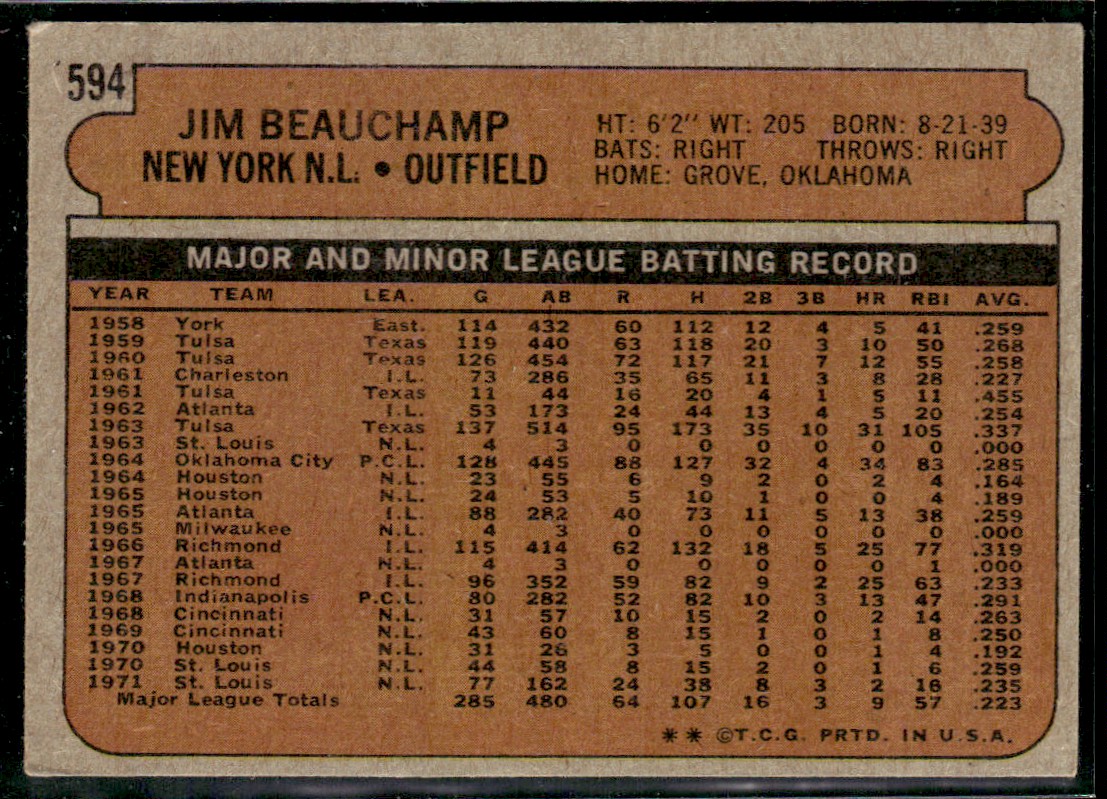 594
JIM BEAUCHAMP
NEW YORK N.L. • OUTFIELD
HT: 6'2" WT: 205 BORN: 8-21-39
BATS: RIGHT THROWS: RIGHT
HOME: GROVE, OKLAHOMA
MAJOR AND MINOR LEAGUE BATTING RECORD
YEAR TEAM LEA. G AB R H 2B 3B HR RBI AVG.
1958 York East. 114 432 60 112 12 4 5 41 .259
1959 Tulsa Texas 119 440 63 118 20 3 10 50 .268
1960 Tulsa Texas 126 454 72 117 21 7 12 55 .258
1961 Charleston I.L. 73 286 35 65 11 3 8 28 .227
1961 Tulsa Texas 11 44 16 20 4 1 5 11 .455
1962 Atlanta I.L. 53 173 24 44 13 4 5 20 .254
1963 Tulsa Texas 137 514 95 173 35 10 31 105 .337
1963 St. Louis N.L. 4 3 0 0 0 0 0 0 .000
1964 Oklahoma City P.C.L. 128 445 88 127 32 4 34 83 .285
1964 Houston N.L. 23 55 6 9 2 0 2 4 .164
1965 Houston N.L. 24 53 5 10 1 0 0 4 .189
1965 Atlanta I.L. 88 282 40 73 11 5 13 38 .259
1965 Milwaukee N.L. 4 3 0 0 0 0 0 0 .000
1966 Richmond I.L. 115 414 62 132 18 5 25 77 .319
1967 Atlanta N.L. 4 3 0 0 0 0 0 1 .000
1967 Richmond I.L. 96 352 59 82 9 2 25 63 .233
1968 Indianapolis P.C.L. 80 282 52 82 10 3 13 47 .291
1968 Cincinnati N.L. 31 57 10 15 2 0 2 14 .263
1969 Cincinnati N.L. 43 60 8 15 1 0 1 8 .250
1970 Houston N.L. 31 26 3 5 0 0 1 4 .192
1970 St. Louis N.L. 44 58 8 15 2 0 1 6 .259
1971 St. Louis N.L. 77 162 24 38 8 3 2 16 .235
Major League Totals 285 480 64 107 16 3 9 57 .223
** ©T.C.G. PRTD. IN U.S.A.